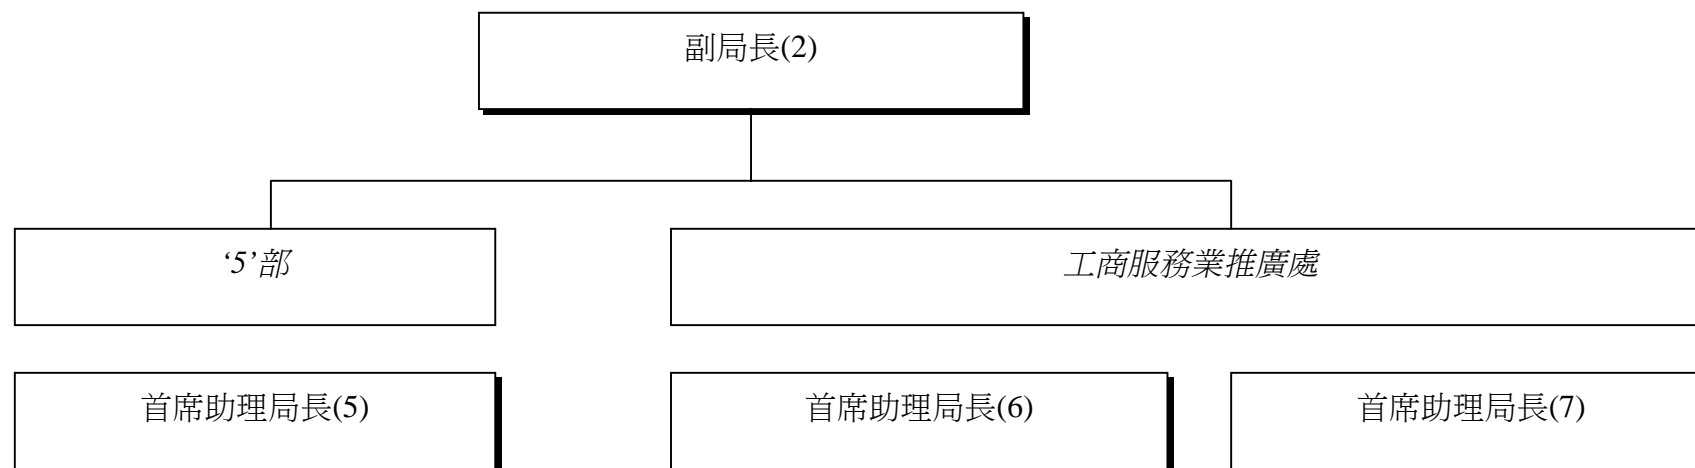 副局長(2)
‘5’部
工商服務業推廣處
首席助理局長(5)
首席助理局長(6)
首席助理局長(7)